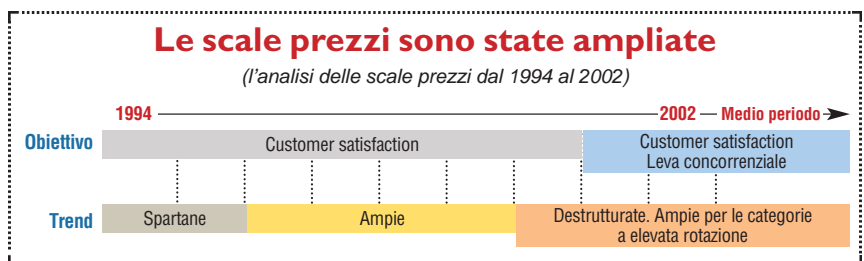 Le scale prezzi sono state ampliate
(l'analisi delle scale prezzi dal 1994 al 2002)
1994 2002 Medio periodo
Obiettivo
Customer satisfaction
Customer satisfaction
Leva concorrenziale
Trend
Spartane
Ampie
Destrutturate. Ampie per le categorie
a elevata rotazione